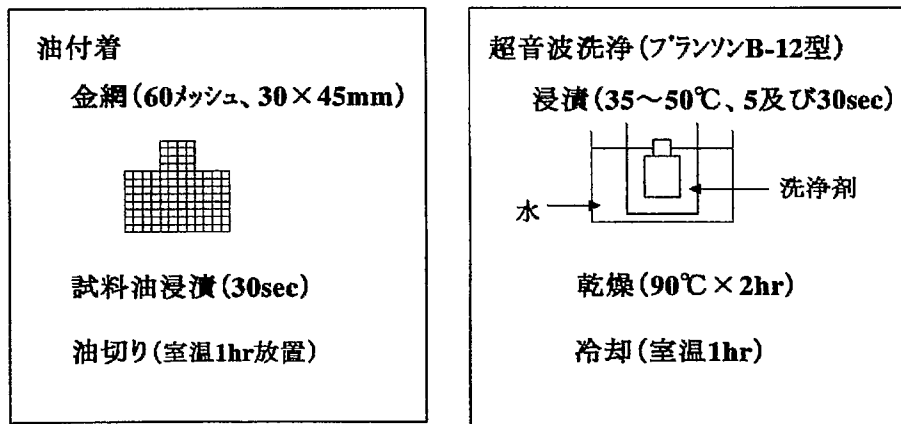 油付着
金網(60メッシュ、30×45mm)
試料油浸漬(30sec)
油切り(室温1hr放置)
超音波洗浄(ブランソンB-12型)
浸漬(35～50℃、5及び30sec)
洗浄剤
水
乾燥(90℃×2hr)
冷却(室温1hr)